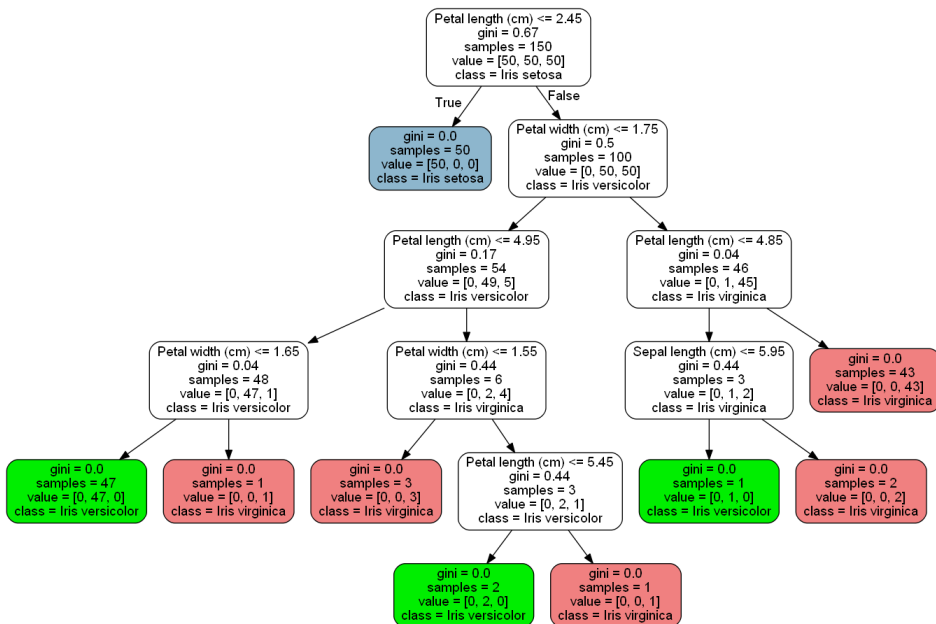 Petal length (cm) <= 2.45
gini = 0.67
samples = 150
value = [50, 50, 50]
class = Iris setosa
True
False
gini = 0.0
samples = 50
value = [50, 0, 0]
class = Iris setosa
Petal width (cm) <= 1.75
gini = 0.5
samples = 100
value = [0, 50, 50]
class = Iris versicolor
Petal length (cm) <= 4.95
gini = 0.17
samples = 54
value = [0, 49, 5]
class = Iris versicolor
Petal length (cm) <= 4.85
gini = 0.04
samples = 46
value = [0, 1, 45]
class = Iris virginica
Petal width (cm) <= 1.65
gini = 0.04
samples = 48
value = [0, 47, 1]
class = Iris versicolor
Petal width (cm) <= 1.55
gini = 0.44
samples = 6
value = [0, 2, 4]
class = Iris virginica
Sepal length (cm) <= 5.95
gini = 0.44
samples = 3
value = [0, 1, 2]
class = Iris virginica
gini = 0.0
samples = 43
value = [0, 0, 43]
class = Iris virginica
gini = 0.0
samples = 47
value = [0, 47, 0]
class = Iris versicolor
gini = 0.0
samples = 1
value = [0, 0, 1]
class = Iris virginica
gini = 0.0
samples = 3
value = [0, 0, 3]
class = Iris virginica
Petal length (cm) <= 5.45
gini = 0.44
samples = 3
value = [0, 2, 1]
class = Iris versicolor
gini = 0.0
samples = 1
value = [0, 1, 0]
class = Iris versicolor
gini = 0.0
samples = 2
value = [0, 0, 2]
class = Iris virginica
gini = 0.0
samples = 2
value = [0, 2, 0]
class = Iris versicolor
gini = 0.0
samples = 1
value = [0, 0, 1]
class = Iris virginica